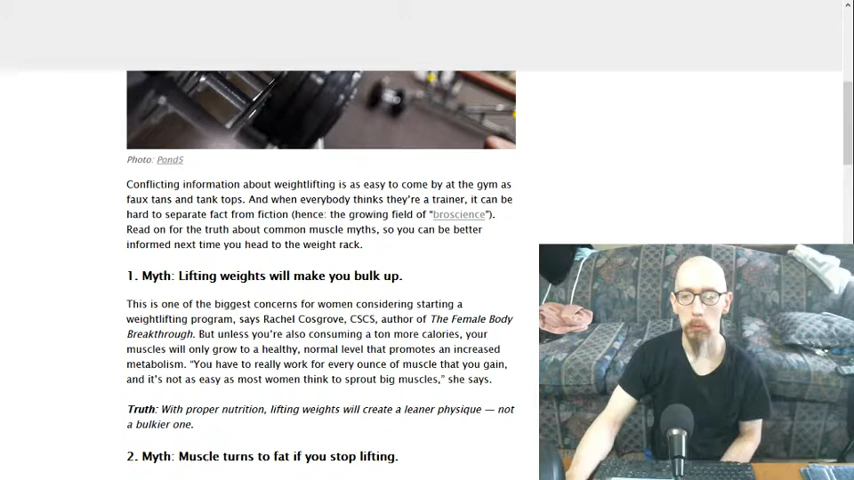 Photo: PondS
Conflicting information about weightlifting is as easy to come by at the gym as
faux tans and tank tops. And when everybody thinks they're a trainer, it can be
hard to separate fact from fiction (hence: the growing field of "broscience").
Read on for the truth about common muscle myths, so you can be better
informed next time you head to the weight rack.
1. Myth: Lifting weights will make you bulk up.
This is one of the biggest concerns for women considering starting a
weightlifting program, says Rachel Cosgrove, CSCS, author of The Female Body
Breakthrough. But unless you're also consuming a ton more calories, your
muscles will only grow to a healthy, normal level that promotes an increased
metabolism. "You have to really work for every ounce of muscle that you gain,
and it's not as easy as most women think to sprout big muscles," she says.
Truth: With proper nutrition, lifting weights will create a leaner physique — not
a bulkier one.
2. Myth: Muscle turns to fat if you stop lifting.